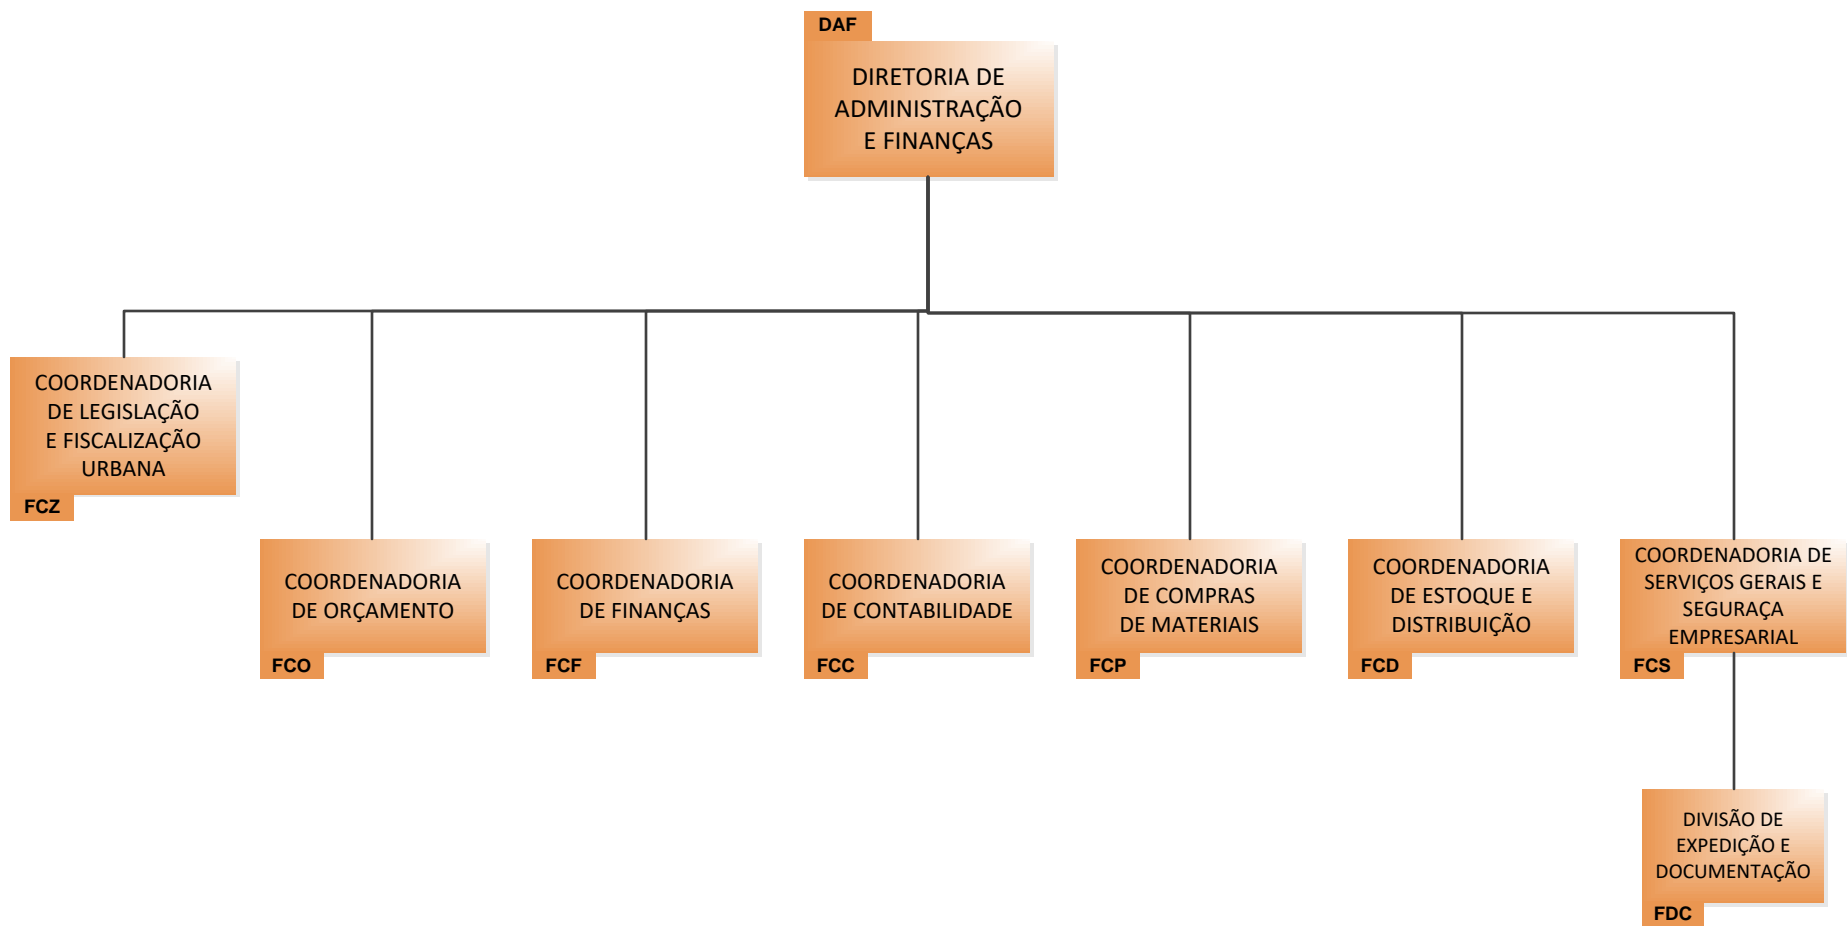 DAF
DIRETORIA DE
ADMINISTRAÇÃO
E FINANÇAS
COORDENADORIA
DE LEGISLAÇÃO
E FISCALIZAÇÃO
URBANA
FCZ
COORDENADORIA
DE ORÇAMENTO
FCO
COORDENADORIA
DE FINANÇAS
FCF
COORDENADORIA
DE CONTABILIDADE
FCC
COORDENADORIA
DE COMPRAS
DE MATERIAIS
FCP
COORDENADORIA
DE ESTOQUE E
DISTRIBUIÇÃO
FCD
COORDENADORIA DE
SERVIÇOS GERAIS E
SEGURAÇA
EMPRESARIAL
FCS
DIVISÃO DE
EXPEDIÇÃO E
DOCUMENTAÇÃO
FDC